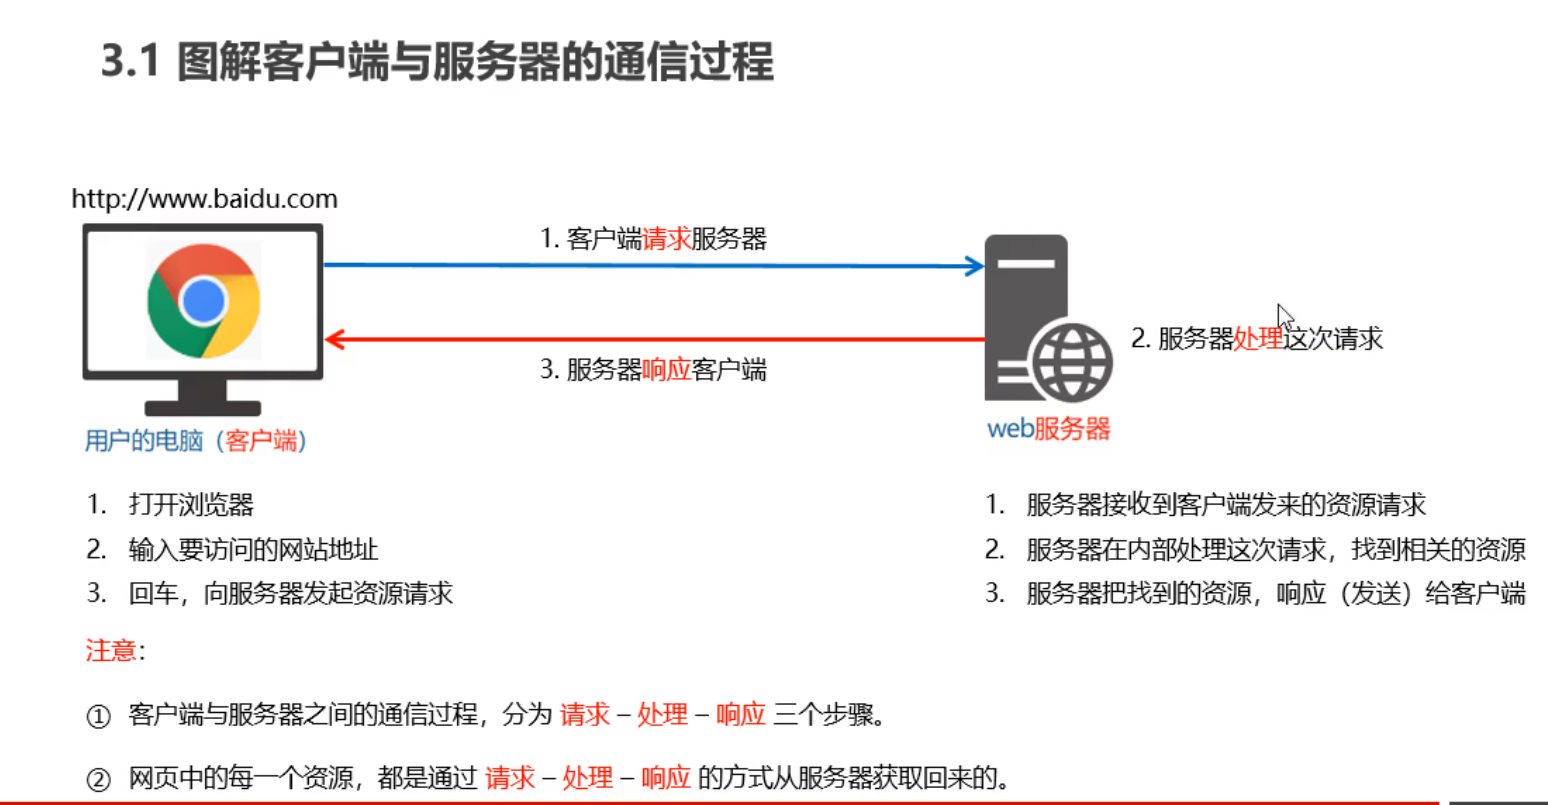 3.1 图解客户端与服务器的通信过程
http://www.baidu.com
1. 客户端请求服务器
2. 服务器处理这次请求
3. 服务器响应客户端
用户的电脑（客户端）
web服务器
1. 打开浏览器
2. 输入要访问的网站地址
3. 回车，向服务器发起资源请求
1. 服务器接收到客户端发来的资源请求
2. 服务器在内部处理这次请求，找到相关的资源
3. 服务器把找到的资源，响应（发送）给客户端
注意：
① 客户端与服务器之间的通信过程，分为 请求 – 处理 – 响应 三个步骤。
② 网页中的每一个资源，都是通过 请求 – 处理 – 响应 的方式从服务器获取回来的。